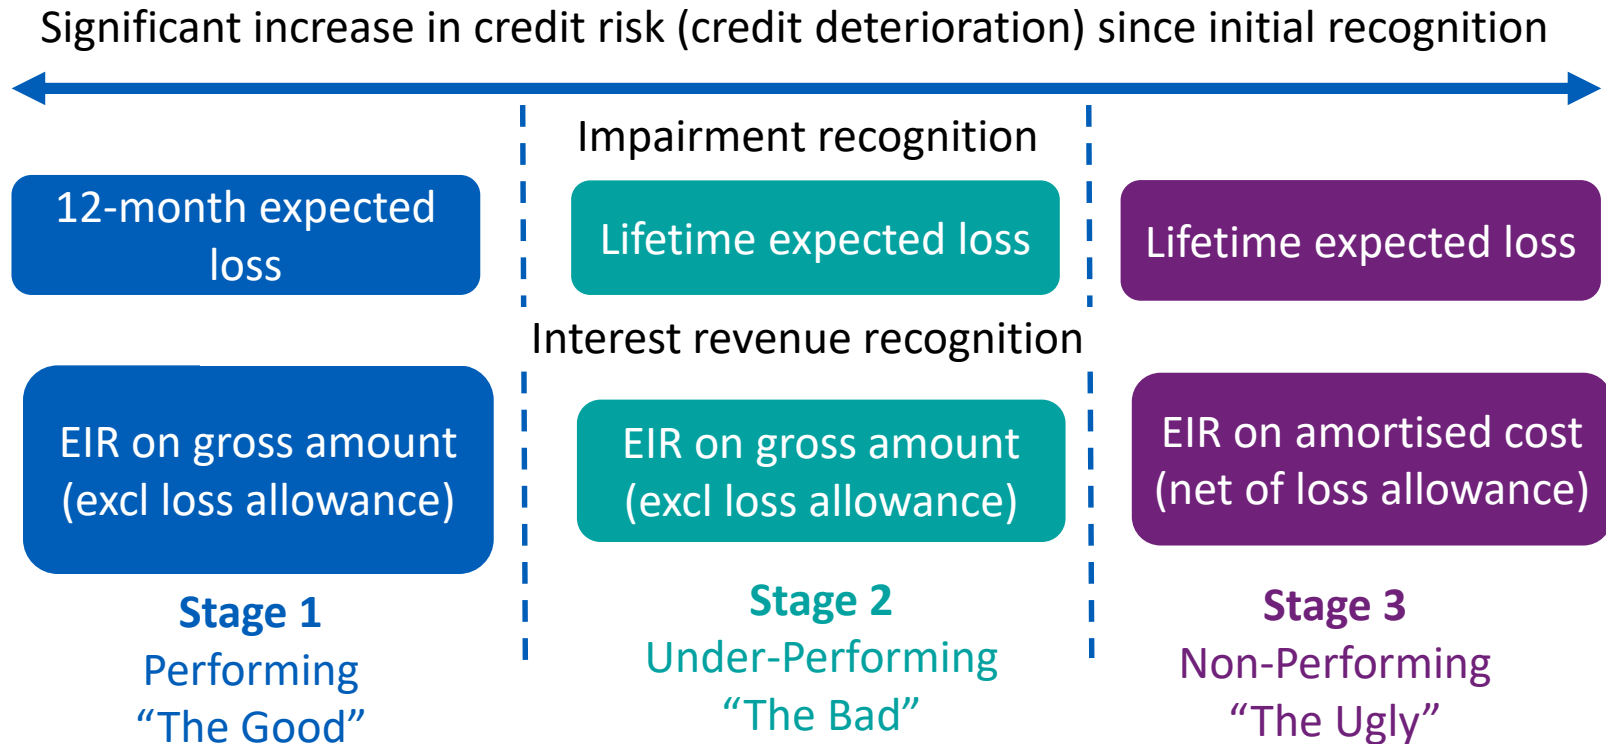 Significant increase in credit risk (credit deterioration) since initial recognition
Impairment recognition
12-month expected
loss
Lifetime expected loss
Lifetime expected loss
Interest revenue recognition
EIR on gross amount
(excl loss allowance)
EIR on gross amount
(excl loss allowance)
EIR on amortised cost
(net of loss allowance)
Stage 1
Performing
“The Good”
Stage 2
Under-Performing
“The Bad”
Stage 3
Non-Performing
“The Ugly”